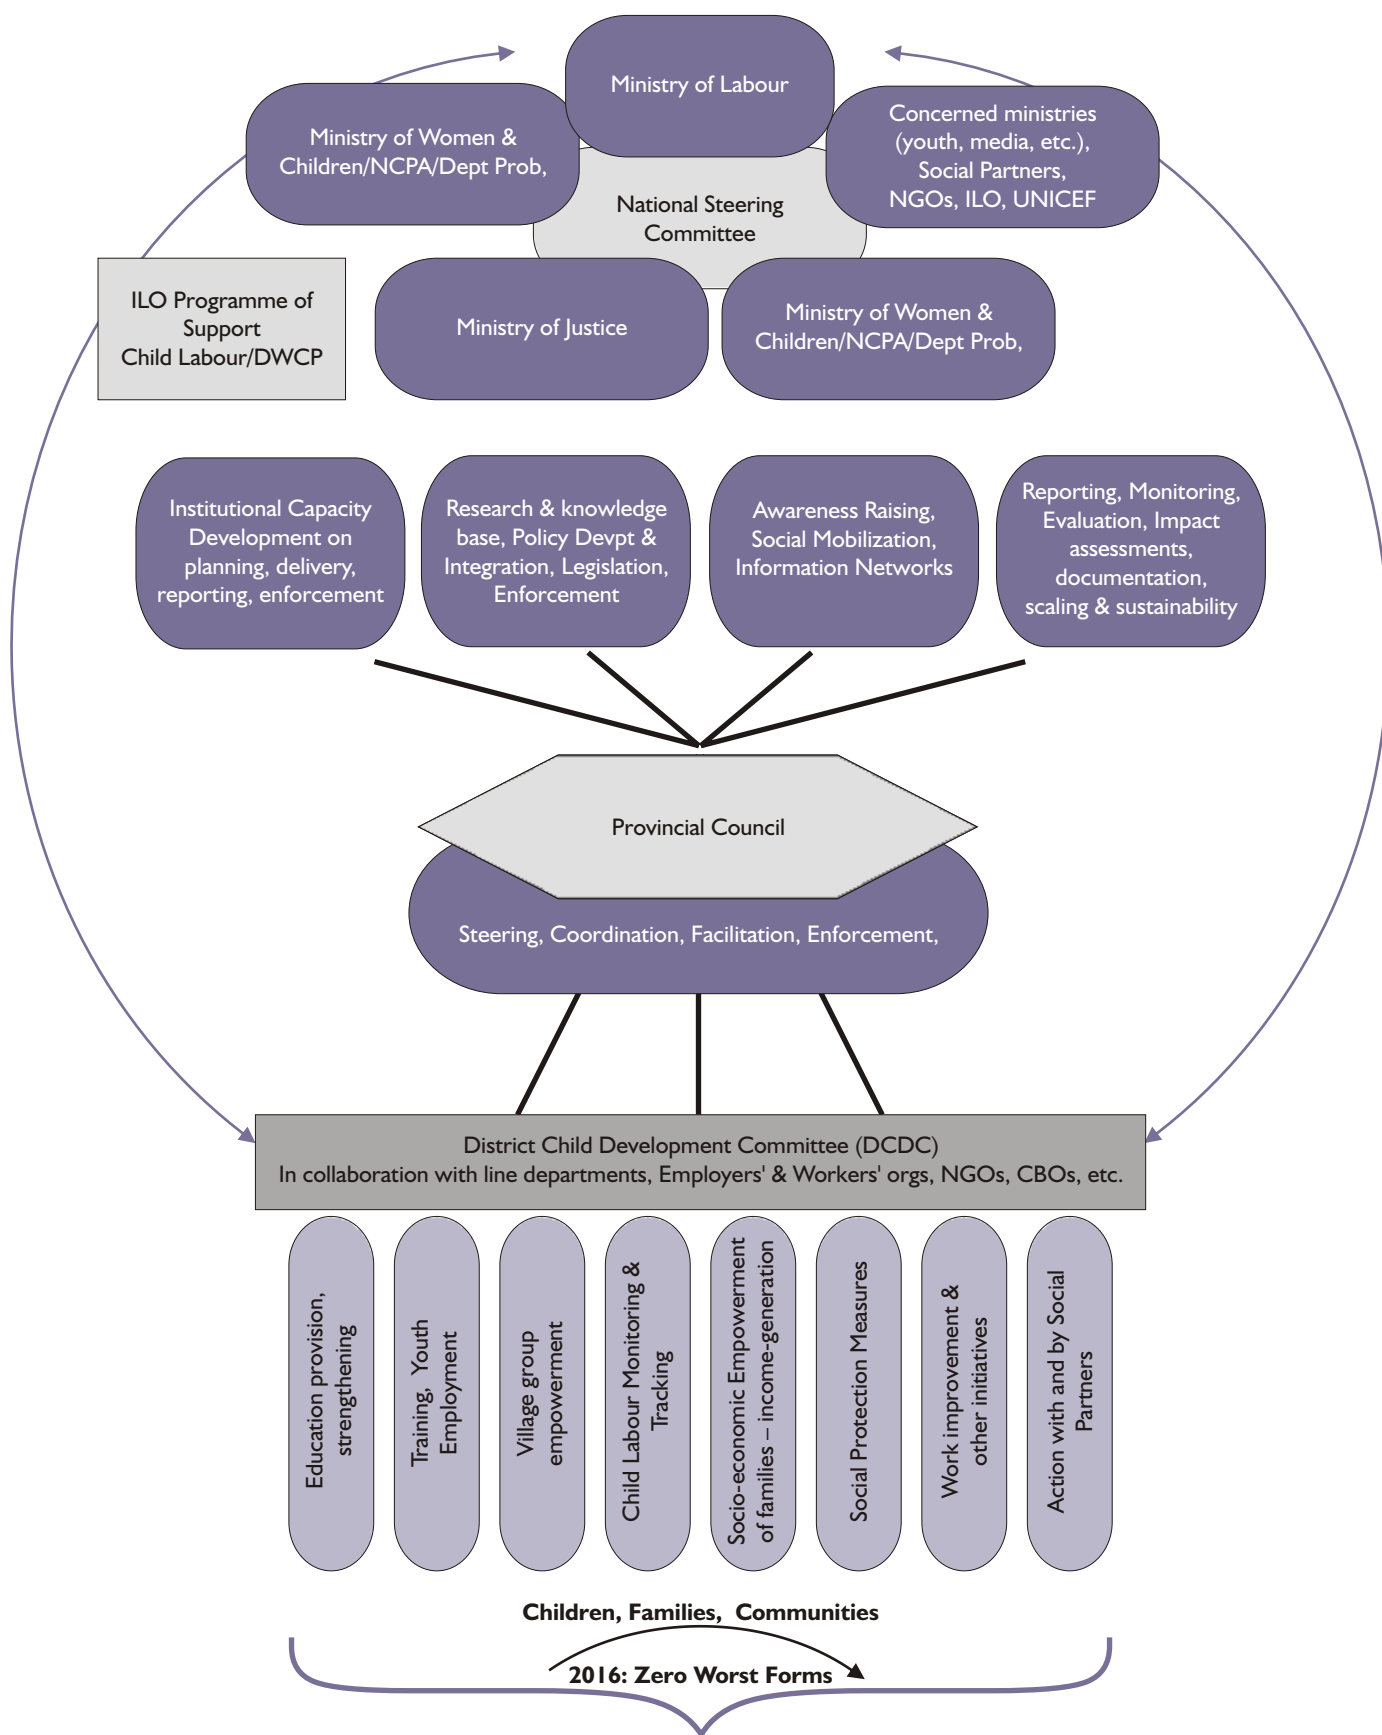 Ministry of Labour
Ministry of Women &
Children/NCPA/Dept Prob,
Concerned ministries
(youth, media, etc.),
Social Partners,
NGOs, ILO, UNICEF
National Steering
Committee
ILO Programme of
Support
Child Labour/DWCP
Ministry of Justice
Ministry of Women &
Children/NCPA/Dept Prob,
Institutional Capacity
Development on
planning, delivery,
reporting, enforcement
Research & knowledge
base, Policy Devpt &
Integration, Legislation,
Enforcement
Awareness Raising,
Social Mobilization,
Information Networks
Reporting, Monitoring,
Evaluation, Impact
assessments,
documentation,
scaling & sustainability
Provincial Council
Steering, Coordination, Facilitation, Enforcement,
District Child Development Committee (DCDC)
In collaboration with line departments, Employers' & Workers' orgs, NGOs, CBOs, etc.
Education provision,
strengthening
Training, Youth
Employment
Village group
empowerment
Child Labour Monitoring &
Tracking
Socio-economic Empowerment
of families – income-generation
Social Protection Measures
Work improvement &
other initiatives
Action with and by Social
Partners
Children, Families, Communities
2016: Zero Worst Forms